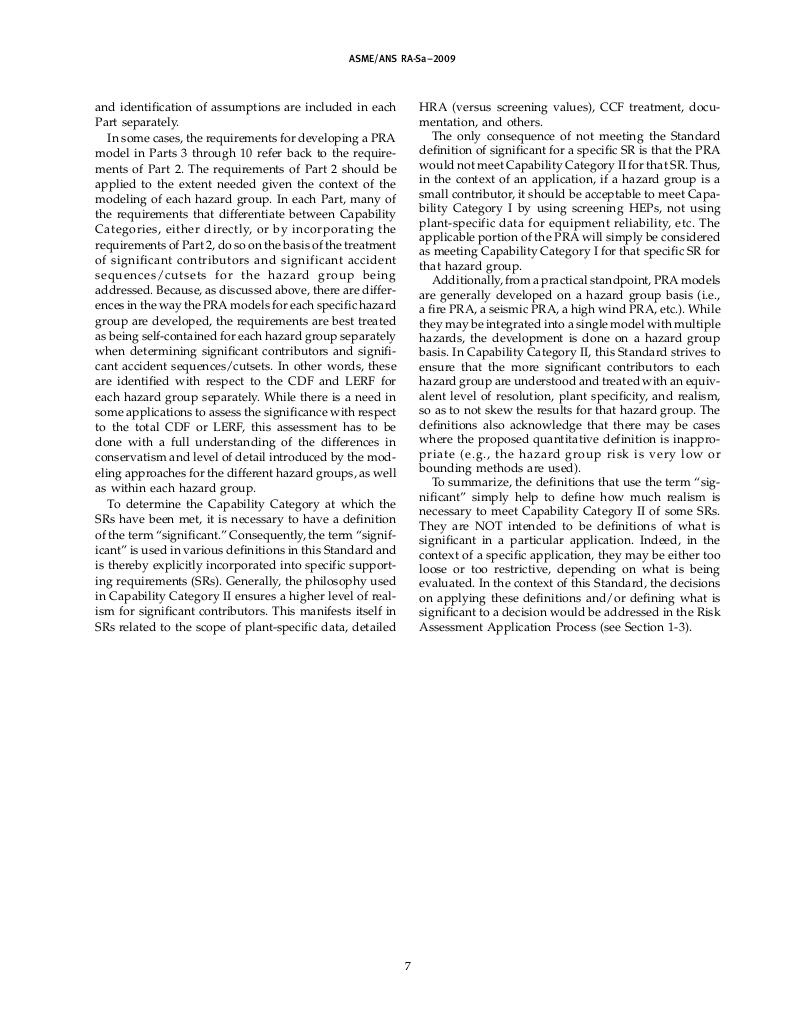 ASME/ANS RA-Sa–2009
and identification of assumptions are included in each
Part separately.
In some cases, the requirements for developing a PRA
model in Parts 3 through 10 refer back to the require-
ments of Part 2. The requirements of Part 2 should be
applied to the extent needed given the context of the
modeling of each hazard group. In each Part, many of
the requirements that differentiate between Capability
Categories, either directly, or by incorporating the
requirements of Part 2, do so on the basis of the treatment
of significant contributors and significant accident
sequences/cutsets for the hazard group being
addressed. Because, as discussed above, there are differ-
ences in the way the PRA models for each specific hazard
group are developed, the requirements are best treated
as being self-contained for each hazard group separately
when determining significant contributors and signifi-
cant accident sequences/cutsets. In other words, these
are identified with respect to the CDF and LERF for
each hazard group separately. While there is a need in
some applications to assess the significance with respect
to the total CDF or LERF, this assessment has to be
done with a full understanding of the differences in
conservatism and level of detail introduced by the mod-
eling approaches for the different hazard groups, as well
as within each hazard group.
To determine the Capability Category at which the
SRs have been met, it is necessary to have a definition
of the term “significant.” Consequently, the term “signif-
icant” is used in various definitions in this Standard and
is thereby explicitly incorporated into specific support-
ing requirements (SRs). Generally, the philosophy used
in Capability Category II ensures a higher level of real-
ism for significant contributors. This manifests itself in
SRs related to the scope of plant-specific data, detailed
HRA (versus screening values), CCF treatment, docu-
mentation, and others.
The only consequence of not meeting the Standard
definition of significant for a specific SR is that the PRA
would not meet Capability Category II for that SR. Thus,
in the context of an application, if a hazard group is a
small contributor, it should be acceptable to meet Capa-
bility Category I by using screening HEPs, not using
plant-specific data for equipment reliability, etc. The
applicable portion of the PRA will simply be considered
as meeting Capability Category I for that specific SR for
that hazard group.
Additionally, from a practical standpoint, PRA models
are generally developed on a hazard group basis (i.e.,
a fire PRA, a seismic PRA, a high wind PRA, etc.). While
they may be integrated into a single model with multiple
hazards, the development is done on a hazard group
basis. In Capability Category II, this Standard strives to
ensure that the more significant contributors to each
hazard group are understood and treated with an equiv-
alent level of resolution, plant specificity, and realism,
so as to not skew the results for that hazard group. The
definitions also acknowledge that there may be cases
where the proposed quantitative definition is inappro-
priate (e.g., the hazard group risk is very low or
bounding methods are used).
To summarize, the definitions that use the term “sig-
nificant” simply help to define how much realism is
necessary to meet Capability Category II of some SRs.
They are NOT intended to be definitions of what is
significant in a particular application. Indeed, in the
context of a specific application, they may be either too
loose or too restrictive, depending on what is being
evaluated. In the context of this Standard, the decisions
on applying these definitions and/or defining what is
significant to a decision would be addressed in the Risk
Assessment Application Process (see Section 1-3).
7